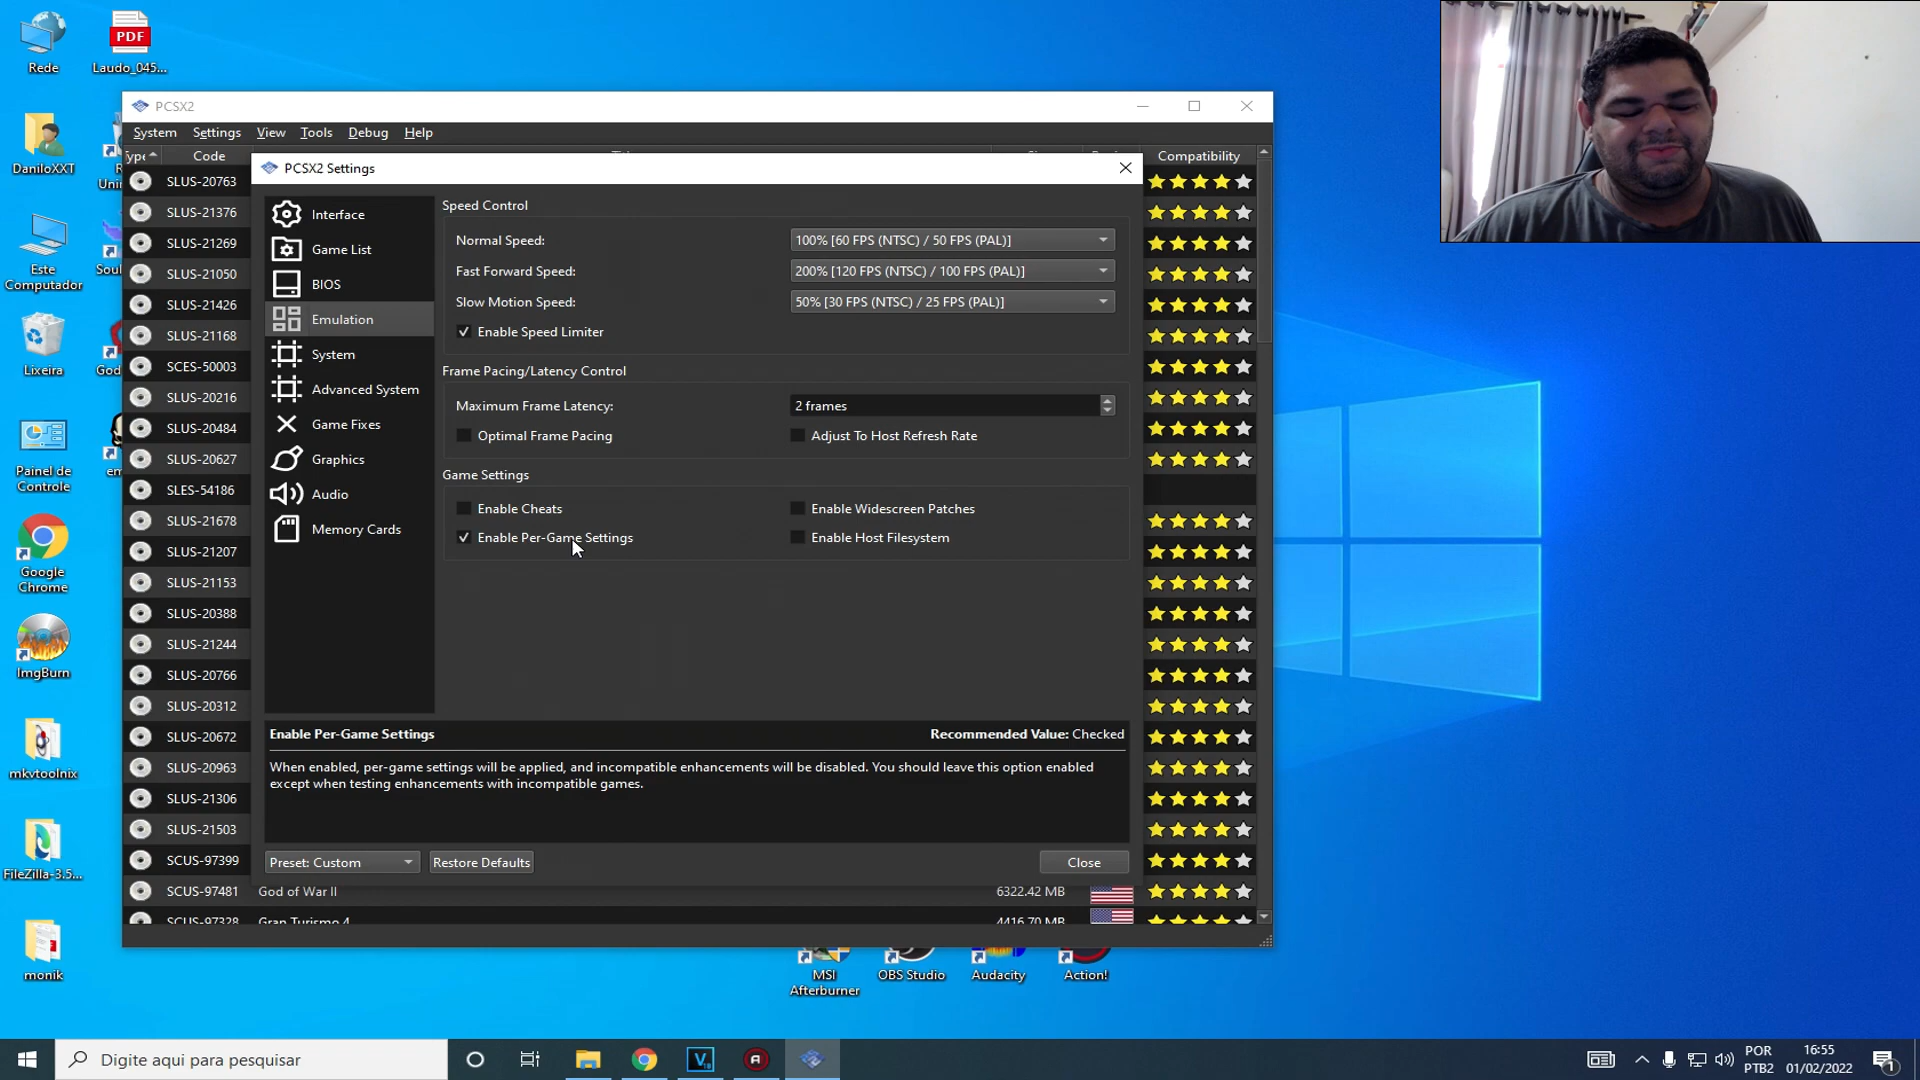 Rede
Laudo_045...
PDF
DaniloXXT
Este
Computador
Lixeira
Painel de
Controle
Google
Chrome
ImgBurn
mkvtoolnix
FileZilla-3.5...
monik
PCSX2
System Settings View Tools Debug Help
Code
Compatibility
PCSX2 Settings
SLUS-20763
SLUS-21376
SLUS-21269
SLUS-21050
SLUS-21426
SLUS-21168
SCES-50003
SLUS-20216
SLUS-20484
SLUS-20627
SLES-54186
SLUS-21678
SLUS-21207
SLUS-21153
SLUS-20388
SLUS-21244
SLUS-20766
SLUS-20312
SLUS-20672
SLUS-20963
SLUS-21306
SLUS-21503
SCUS-97399
SCUS-97481 God of War II 6322.42 MB
SCUS-97328 Gran Turismo 4 4416.70 MB
Interface
Game List
BIOS
Emulation
System
Advanced System
Game Fixes
Graphics
Audio
Memory Cards
Speed Control
Normal Speed: 100% [60 FPS (NTSC) / 50 FPS (PAL)]
Fast Forward Speed: 200% [120 FPS (NTSC) / 100 FPS (PAL)]
Slow Motion Speed: 50% [30 FPS (NTSC) / 25 FPS (PAL)]
Enable Speed Limiter
Frame Pacing/Latency Control
Maximum Frame Latency: 2 frames
Optimal Frame Pacing Adjust To Host Refresh Rate
Game Settings
Enable Cheats Enable Widescreen Patches
Enable Per-Game Settings Enable Host Filesystem
Enable Per-Game Settings Recommended Value: Checked
When enabled, per-game settings will be applied, and incompatible enhancements will be disabled. You should leave this option enabled
except when testing enhancements with incompatible games.
Preset: Custom Restore Defaults Close
MSI
Afterburner
OBS Studio
Audacity
Action!
Digite aqui para pesquisar
POR
PTB2
16:55
01/02/2022
1